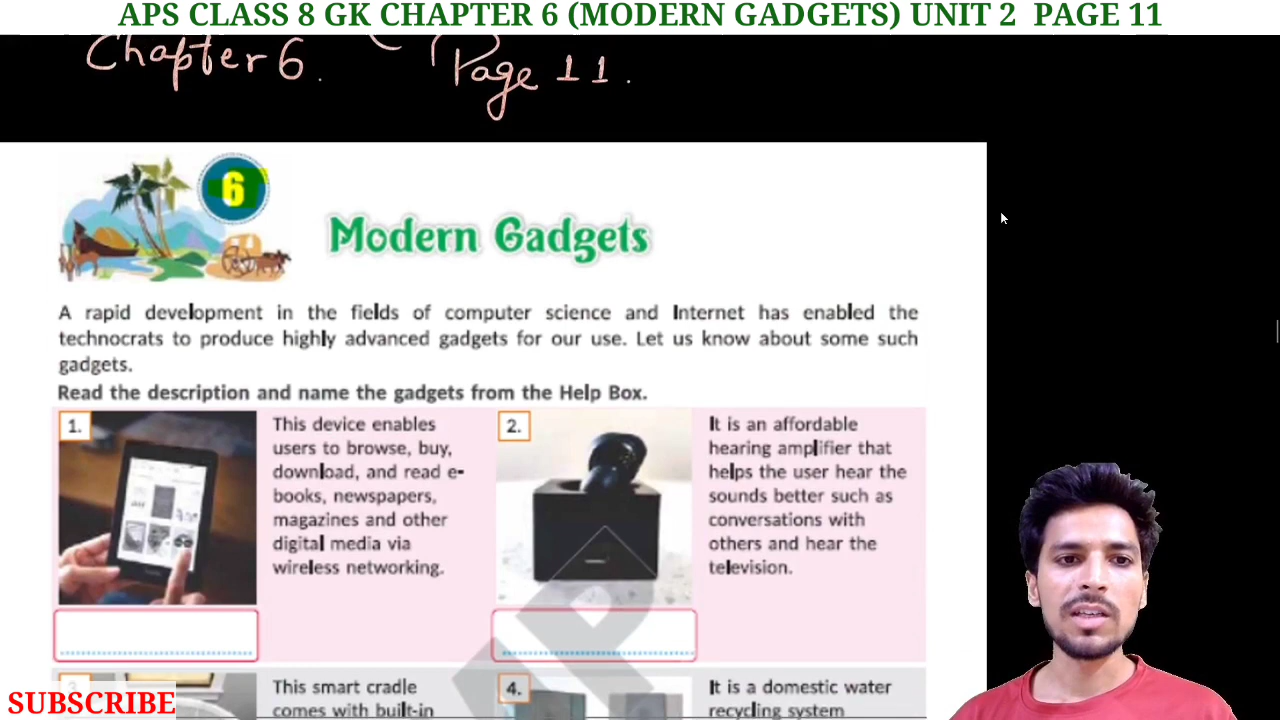 APS CLASS 8 GK CHAPTER 6 (MODERN GADGETS) UNIT 2 PAGE 11
Chapter 6.
Page 11.
6
Modern Gadgets
A rapid development in the fields of computer science and Internet has enabled the
technocrats to produce highly advanced gadgets for our use. Let us know about some such
gadgets.
Read the description and name the gadgets from the Help Box.
1.
This device enables
users to browse, buy,
download, and read e-
books, newspapers,
magazines and other
digital media via
wireless networking.
2.
It is an affordable
hearing amplifier that
helps the user hear the
sounds better such as
conversations with
others and hear the
television.
3.
This smart cradle
comes with built-in
4.
It is a domestic water
recycling system
SUBSCRIBE